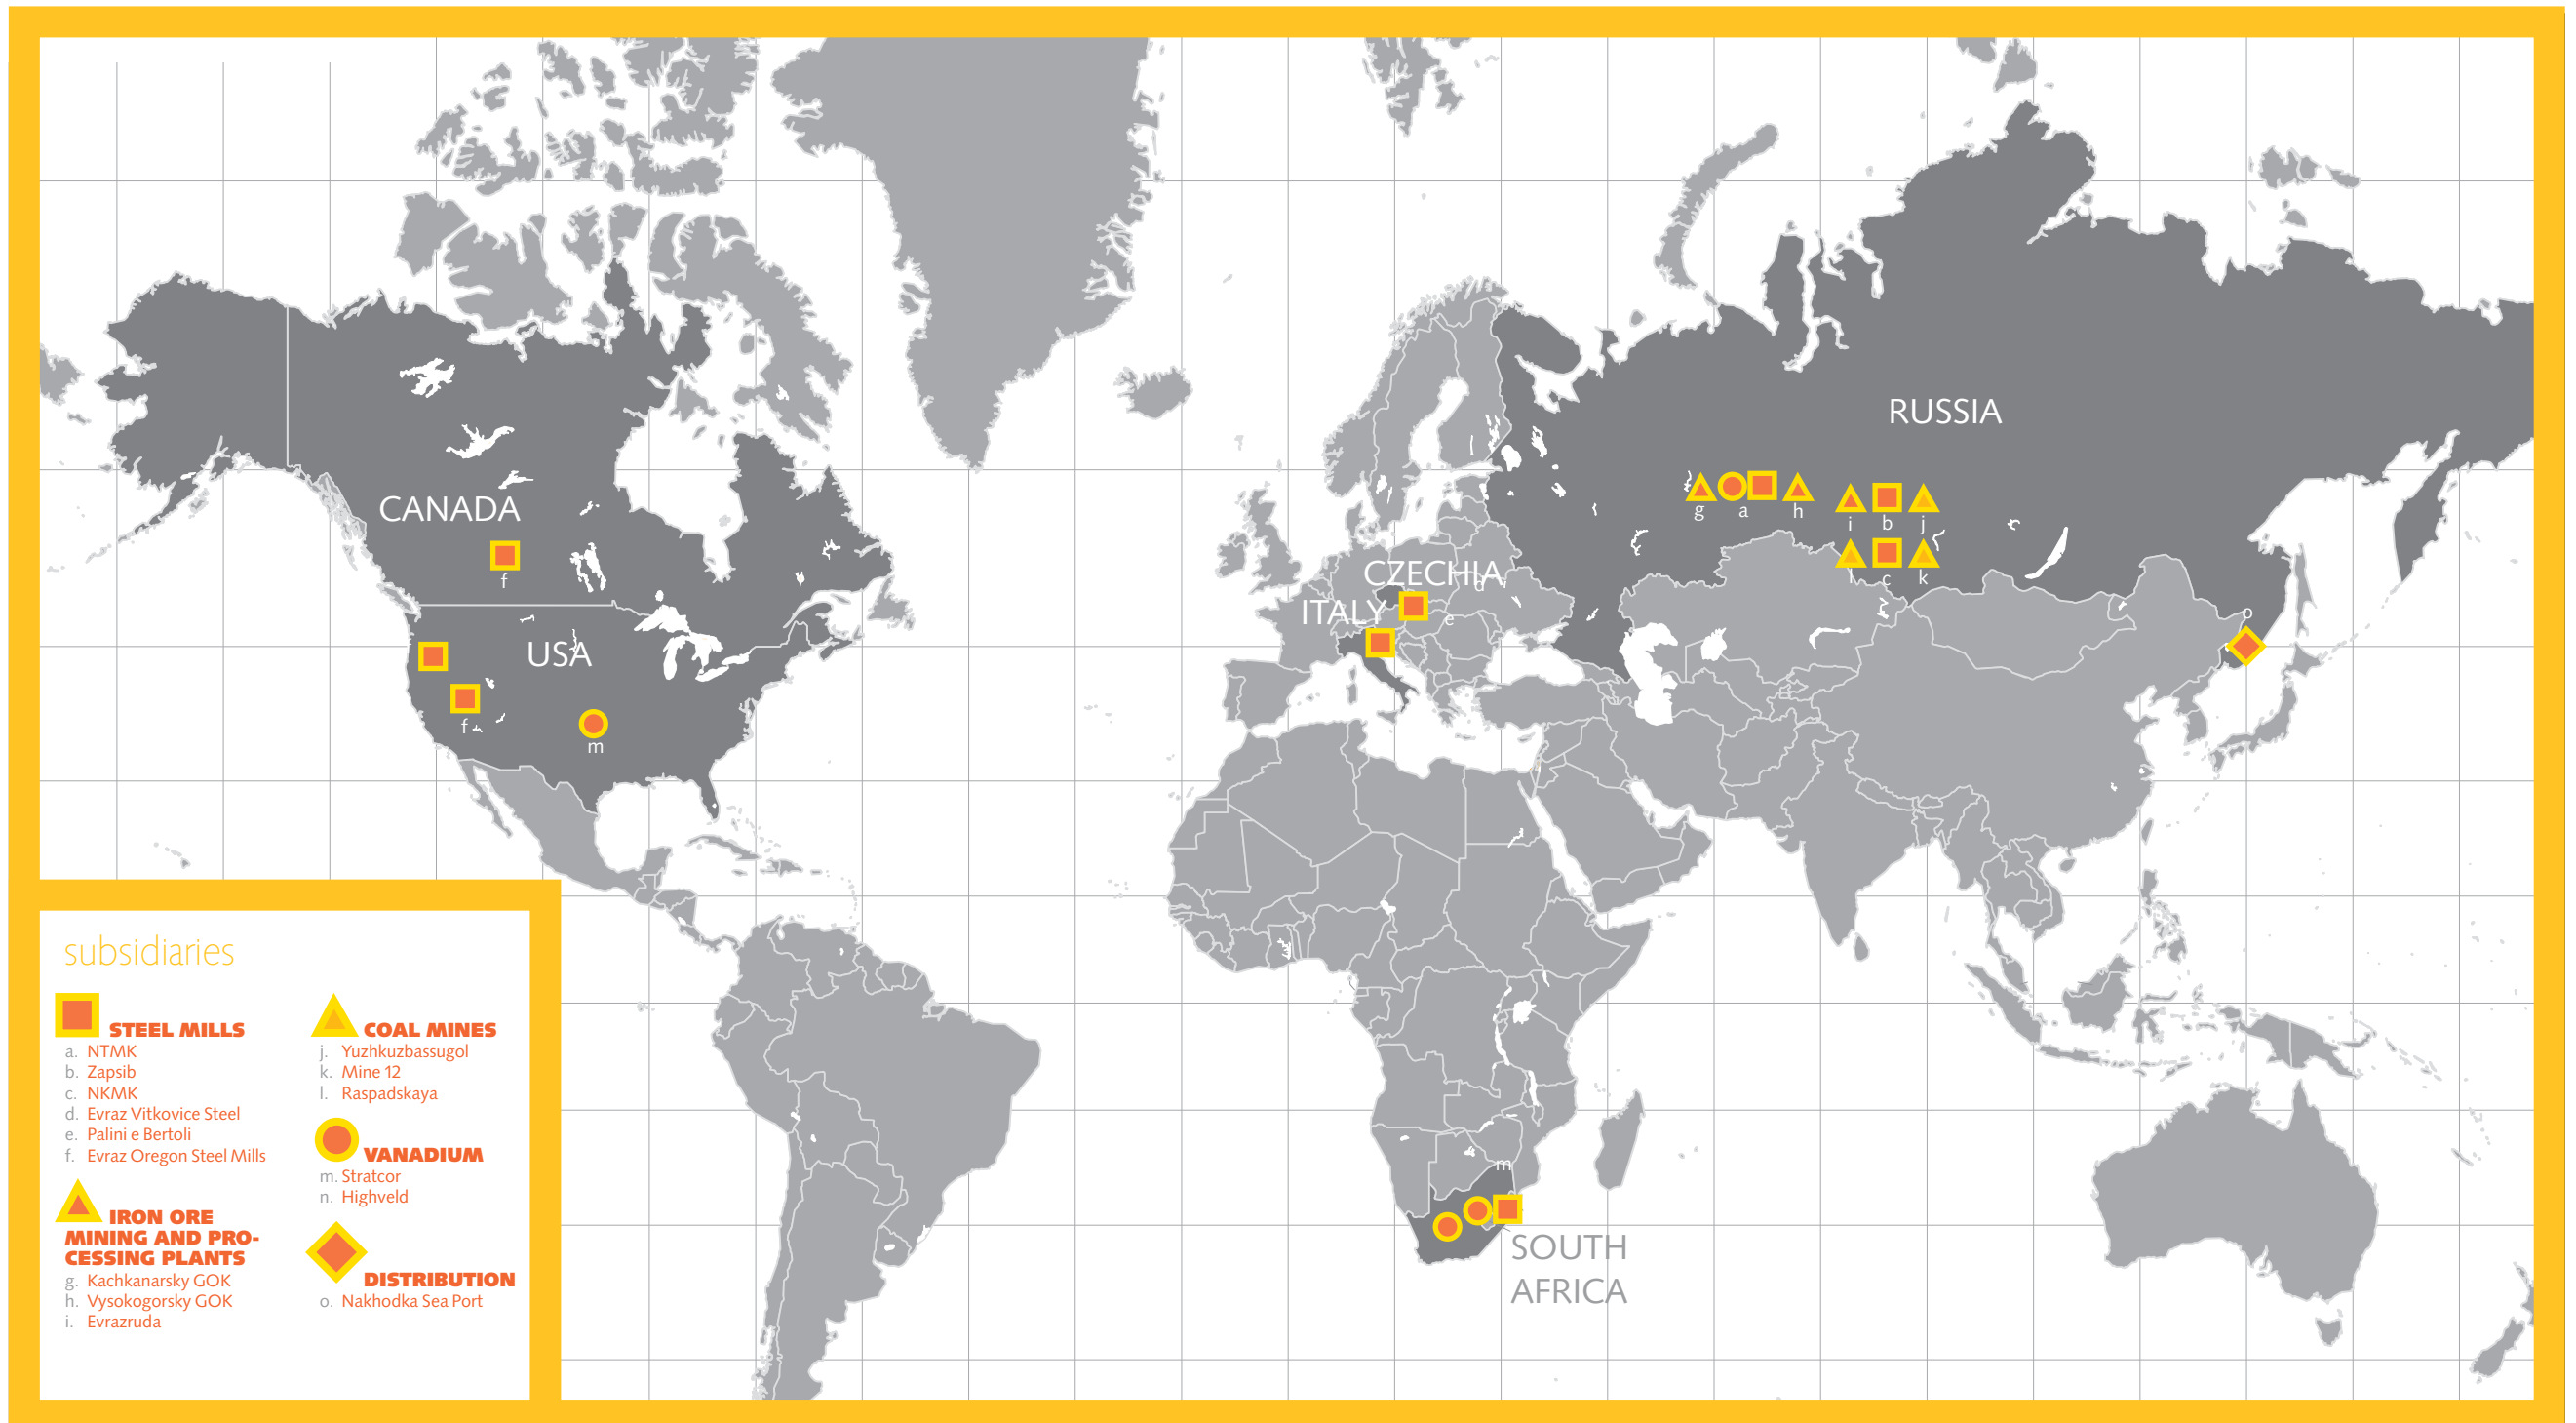 RUSSIA
CANADA
g
a
h
i
b
j
f
CZECHIA
d
l
c
k
ITALY
e
o
USA
f
m
m
SOUTH
AFRICA
subsidiaries
STEEL MILLS
a. NTMK
b. Zapsib
c. NKMK
d. Evraz Vitkovice Steel
e. Palini e Bertoli
f. Evraz Oregon Steel Mills
IRON ORE
MINING AND PRO-
CESSING PLANTS
g. Kachkanarsky GOK
h. Vysokogorsky GOK
i. Evrazruda
COAL MINES
j. Yuzhkuzbassugol
k. Mine 12
l. Raspadskaya
VANADIUM
m. Stratcor
n. Highveld
DISTRIBUTION
o. Nakhodka Sea Port